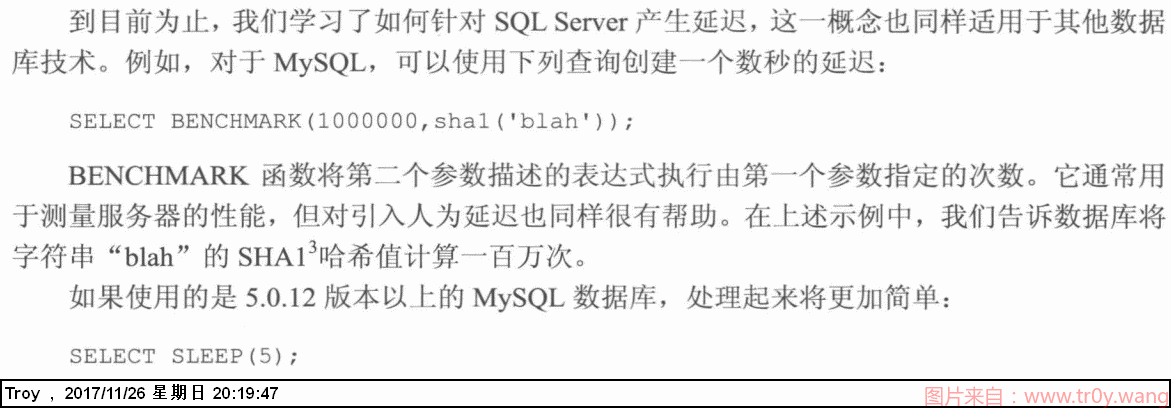 到目前为止，我们学习了如何针对 SQL Server 产生延迟，这一概念也同样适用于其他数据
库技术。例如，对于 MySQL，可以使用下列查询创建一个数秒的延迟：
SELECT BENCHMARK(1000000,sha1('blah'));
BENCHMARK 函数将第二个参数描述的表达式执行由第一个参数指定的次数。它通常用
于测量服务器的性能，但对引入人为延迟也同样很有帮助。在上述示例中，我们告诉数据库将
字符串“blah”的 SHA1³哈希值计算一百万次。
如果使用的是 5.0.12 版本以上的 MySQL 数据库，处理起来将更加简单：
SELECT SLEEP(5);
Troy , 2017/11/26 星期日 20:19:47
图片来自：www.tr0y.wang